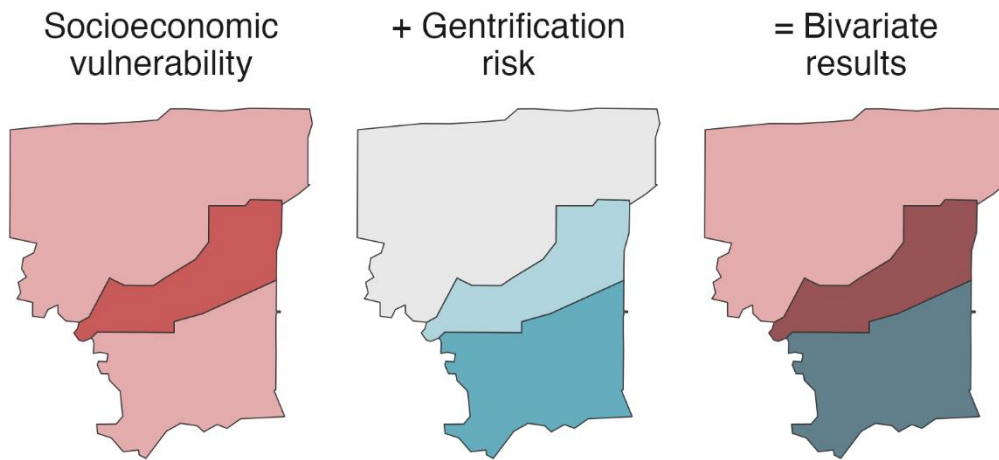 Socioeconomic
vulnerability
+ Gentrification
risk
= Bivariate
results